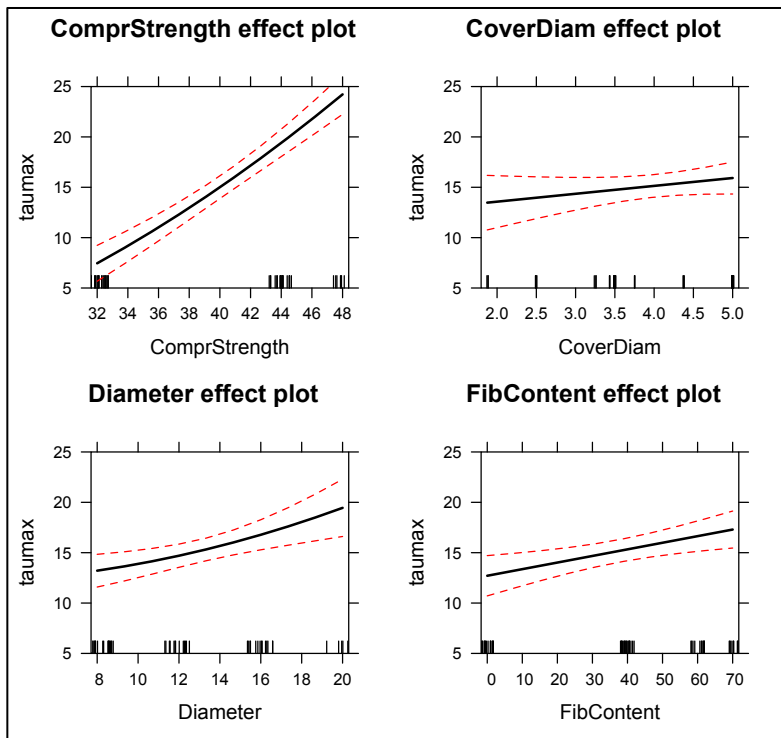 ComprStrength effect plot
25
20
15
10
5
taumax
32 34 36 38 40 42 44 46 48
ComprStrength
CoverDiam effect plot
25
20
15
10
5
taumax
2.0 2.5 3.0 3.5 4.0 4.5 5.0
CoverDiam
Diameter effect plot
25
20
15
10
5
taumax
8 10 12 14 16 18 20
Diameter
FibContent effect plot
25
20
15
10
5
taumax
0 10 20 30 40 50 60 70
FibContent